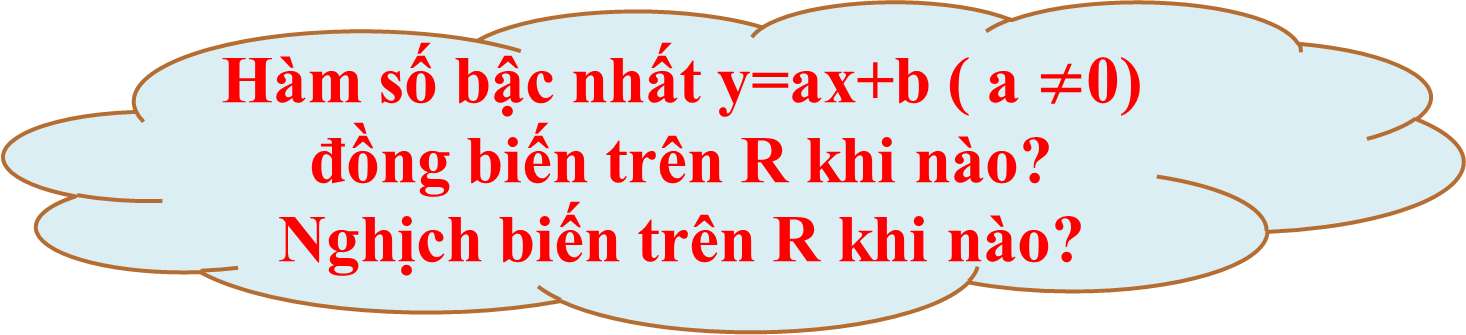 Hàm số bậc nhất y=ax+b ( a ≠0)
đồng biến trên R khi nào?
Nghịch biến trên R khi nào?